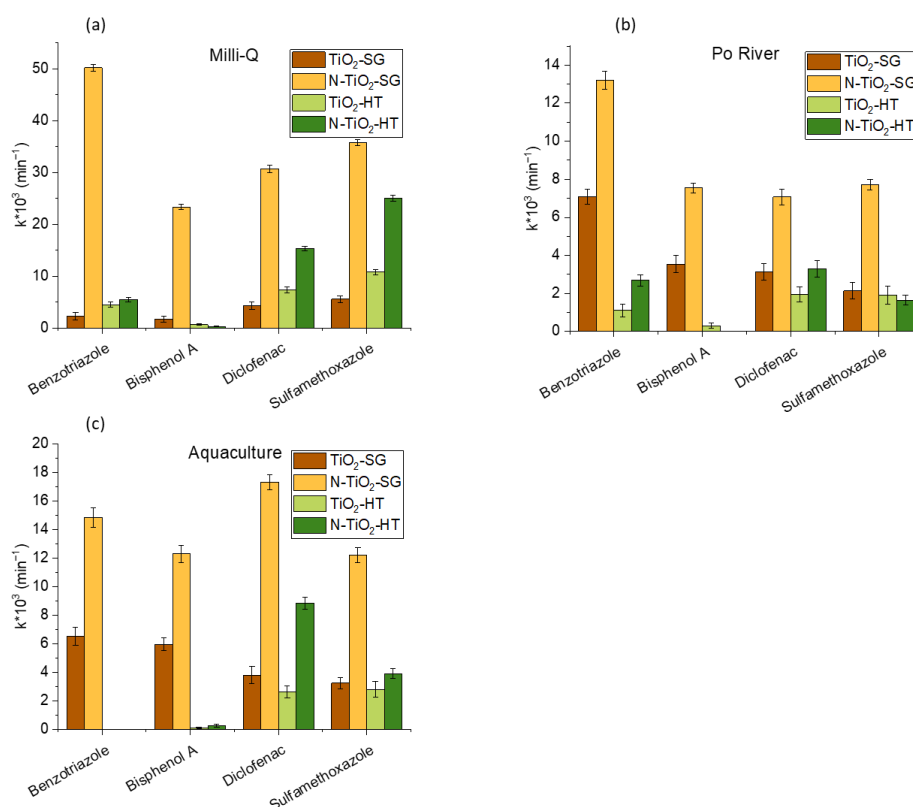 (a)
Milli-Q
TiO₂-SG
N-TiO₂-SG
TiO₂-HT
N-TiO₂-HT
k*10³ (min⁻¹)
50
40
30
20
10
0
Benzotriazole
Bisphenol A
Diclofenac
Sulfamethoxazole
(b)
Po River
TiO₂-SG
N-TiO₂-SG
TiO₂-HT
N-TiO₂-HT
k*10³ (min⁻¹)
14
12
10
8
6
4
2
0
Benzotriazole
Bisphenol A
Diclofenac
Sulfamethoxazole
(c)
Aquaculture
TiO₂-SG
N-TiO₂-SG
TiO₂-HT
N-TiO₂-HT
k*10³ (min⁻¹)
20
18
16
14
12
10
8
6
4
2
0
Benzotriazole
Bisphenol A
Diclofenac
Sulfamethoxazole